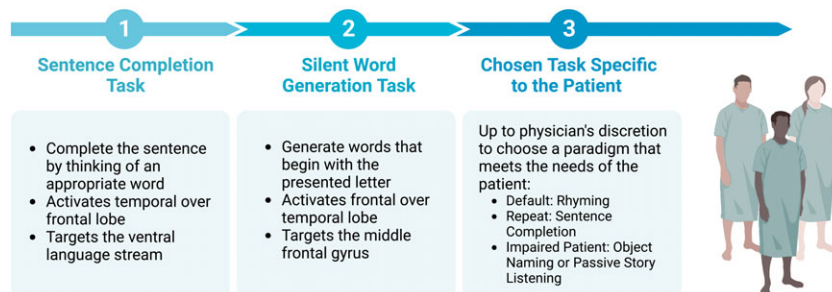 1
Sentence Completion
Task
• Complete the sentence
by thinking of an
appropriate word
• Activates temporal over
frontal lobe
• Targets the ventral
language stream
2
Silent Word
Generation Task
• Generate words that
begin with the
presented letter
• Activates frontal over
temporal lobe
• Targets the middle
frontal gyrus
3
Chosen Task Specific
to the Patient
Up to physician's discretion
to choose a paradigm that
meets the needs of the
patient:
• Default: Rhyming
• Repeat: Sentence
Completion
• Impaired Patient: Object
Naming or Passive Story
Listening